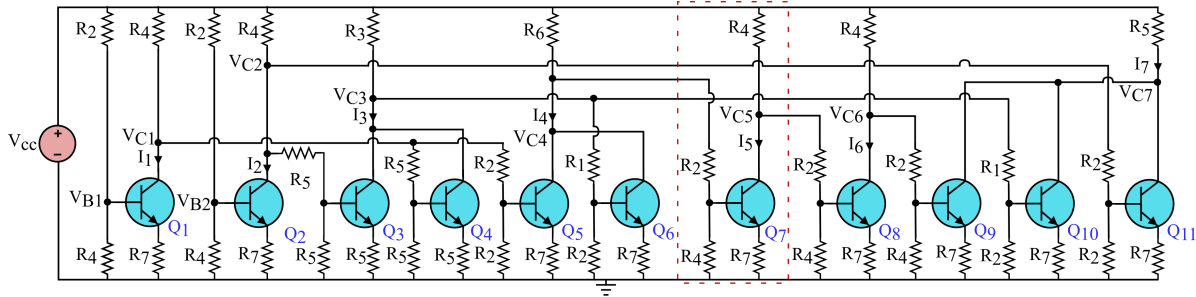 R2 R4 R2 R4 R3 R6 R4 R4 R5
VC2 I7
VC3 VC7
Vcc + − VC1 I3 I4 VC4 VC5 VC6
I1 I2 R5 R5 R2 R1 R2 I5 R2 I6 R2 R1 R2
VB1 VB2
Q1 Q2 Q3 Q4 Q5 Q6 Q7 Q8 Q9 Q10 Q11
R4 R7 R4 R7 R5 R5 R5 R5 R2 R7 R2 R7 R4 R7 R4 R7 R4 R7 R2 R7 R2 R7